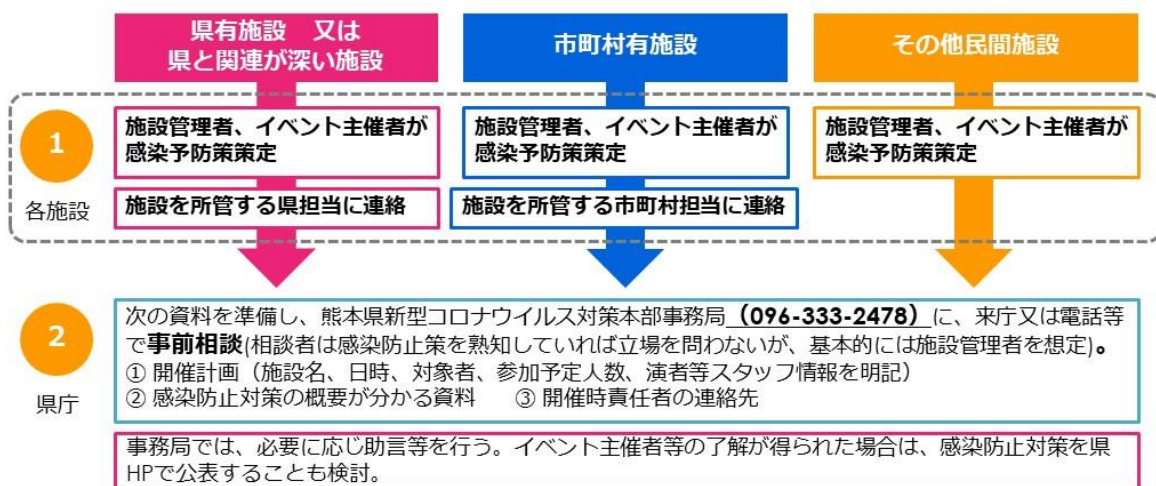 県有施設　又は
県と関連が深い施設
市町村有施設
その他民間施設
1
各施設
施設管理者、イベント主催者が
感染予防策策定
施設を所管する県担当に連絡
施設管理者、イベント主催者が
感染予防策策定
施設を所管する市町村担当に連絡
施設管理者、イベント主催者が
感染予防策策定
2
県庁
次の資料を準備し、熊本県新型コロナウイルス対策本部事務局（096-333-2478）に、来庁又は電話等
で事前相談(相談者は感染防止策を熟知していれば立場を問わないが、基本的には施設管理者を想定)。
① 開催計画（施設名、日時、対象者、参加予定人数、演者等スタッフ情報を明記）
② 感染防止対策の概要が分かる資料　　③ 開催時責任者の連絡先
事務局では、必要に応じ助言等を行う。イベント主催者等の了解が得られた場合は、感染防止対策を県
HPで公表することも検討。